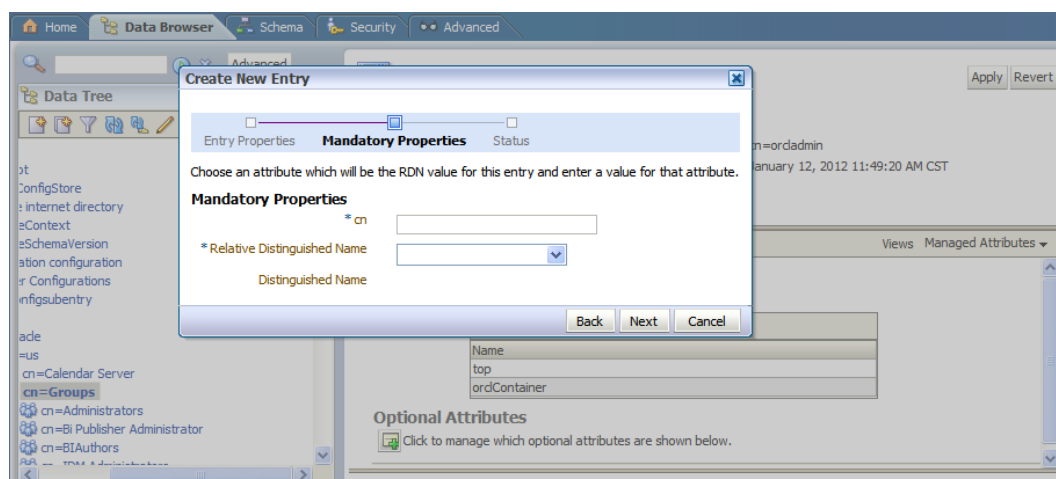 Home Data Browser Schema Security Advanced
Advanced
Create New Entry
Apply Revert
Data Tree
Entry Properties Mandatory Properties Status
cn=orcladmin
January 12, 2012 11:49:20 AM CST
Choose an attribute which will be the RDN value for this entry and enter a value for that attribute.
Mandatory Properties
* cn
* Relative Distinguished Name
Distinguished Name
ConfigStore
e internet directory
eContext
eSchemaVersion
ation configuration
er Configurations
onfigsubentry
Views Managed Attributes
Back Next Cancel
ade
=us
cn=Calendar Server
cn=Groups
cn=Administrators
cn=Bi Publisher Administrator
cn=BIAuthors
Name
top
orclContainer
Optional Attributes
Click to manage which optional attributes are shown below.